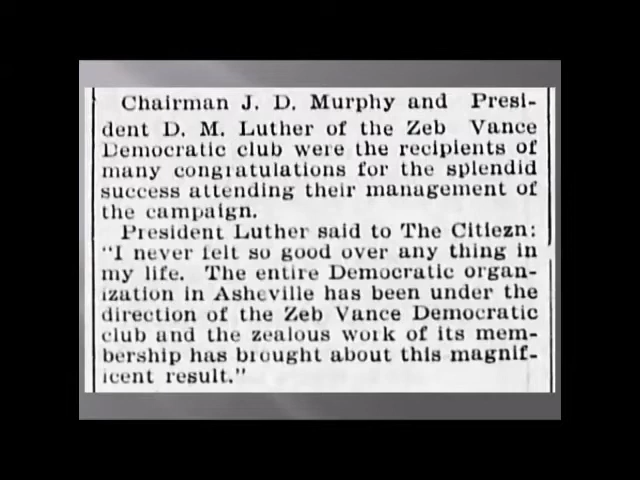 Chairman J. D. Murphy and Presi-
dent D. M. Luther of the Zeb Vance
Democratic club were the recipients of
many congratulations for the splendid
success attending their management of
the campaign.
President Luther said to The Citiezn:
"I never felt so good over any thing in
my life. The entire Democratic organ-
ization in Asheville has been under the
direction of the Zeb Vance Democratic
club and the zealous work of its mem-
bership has brought about this magnif-
icent result."